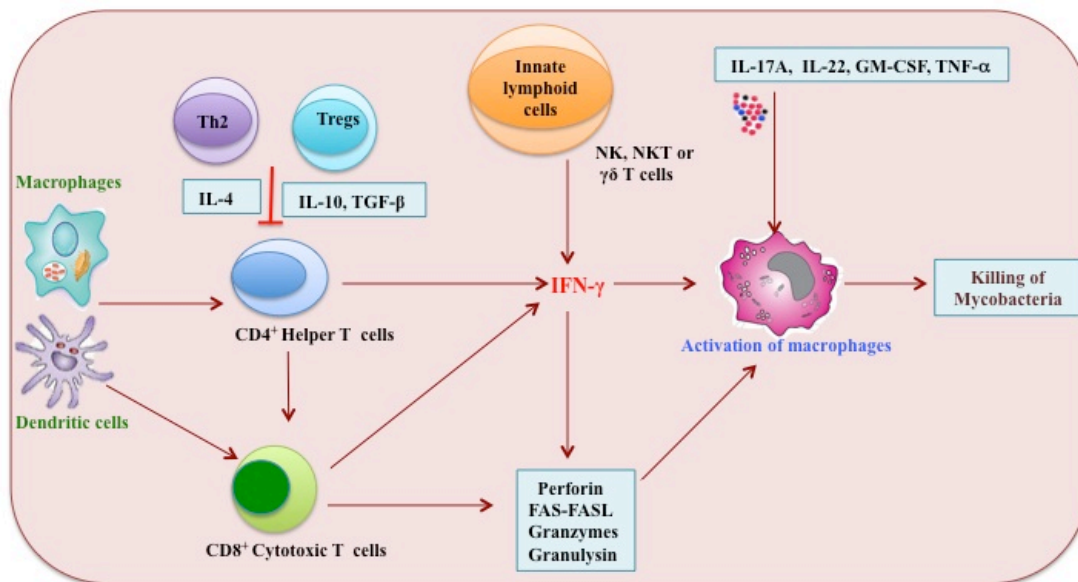 Innate
lymphoid
cells
IL-17A, IL-22, GM-CSF, TNF-α
Th2
Tregs
NK, NKT or
γδ T cells
Macrophages
IL-4
IL-10, TGF-β
IFN-γ
Killing of
Mycobacteria
CD4+ Helper T cells
Activation of macrophages
Dendritic cells
Perforin
FAS-FASL
Granzymes
Granulysin
CD8+ Cytotoxic T cells